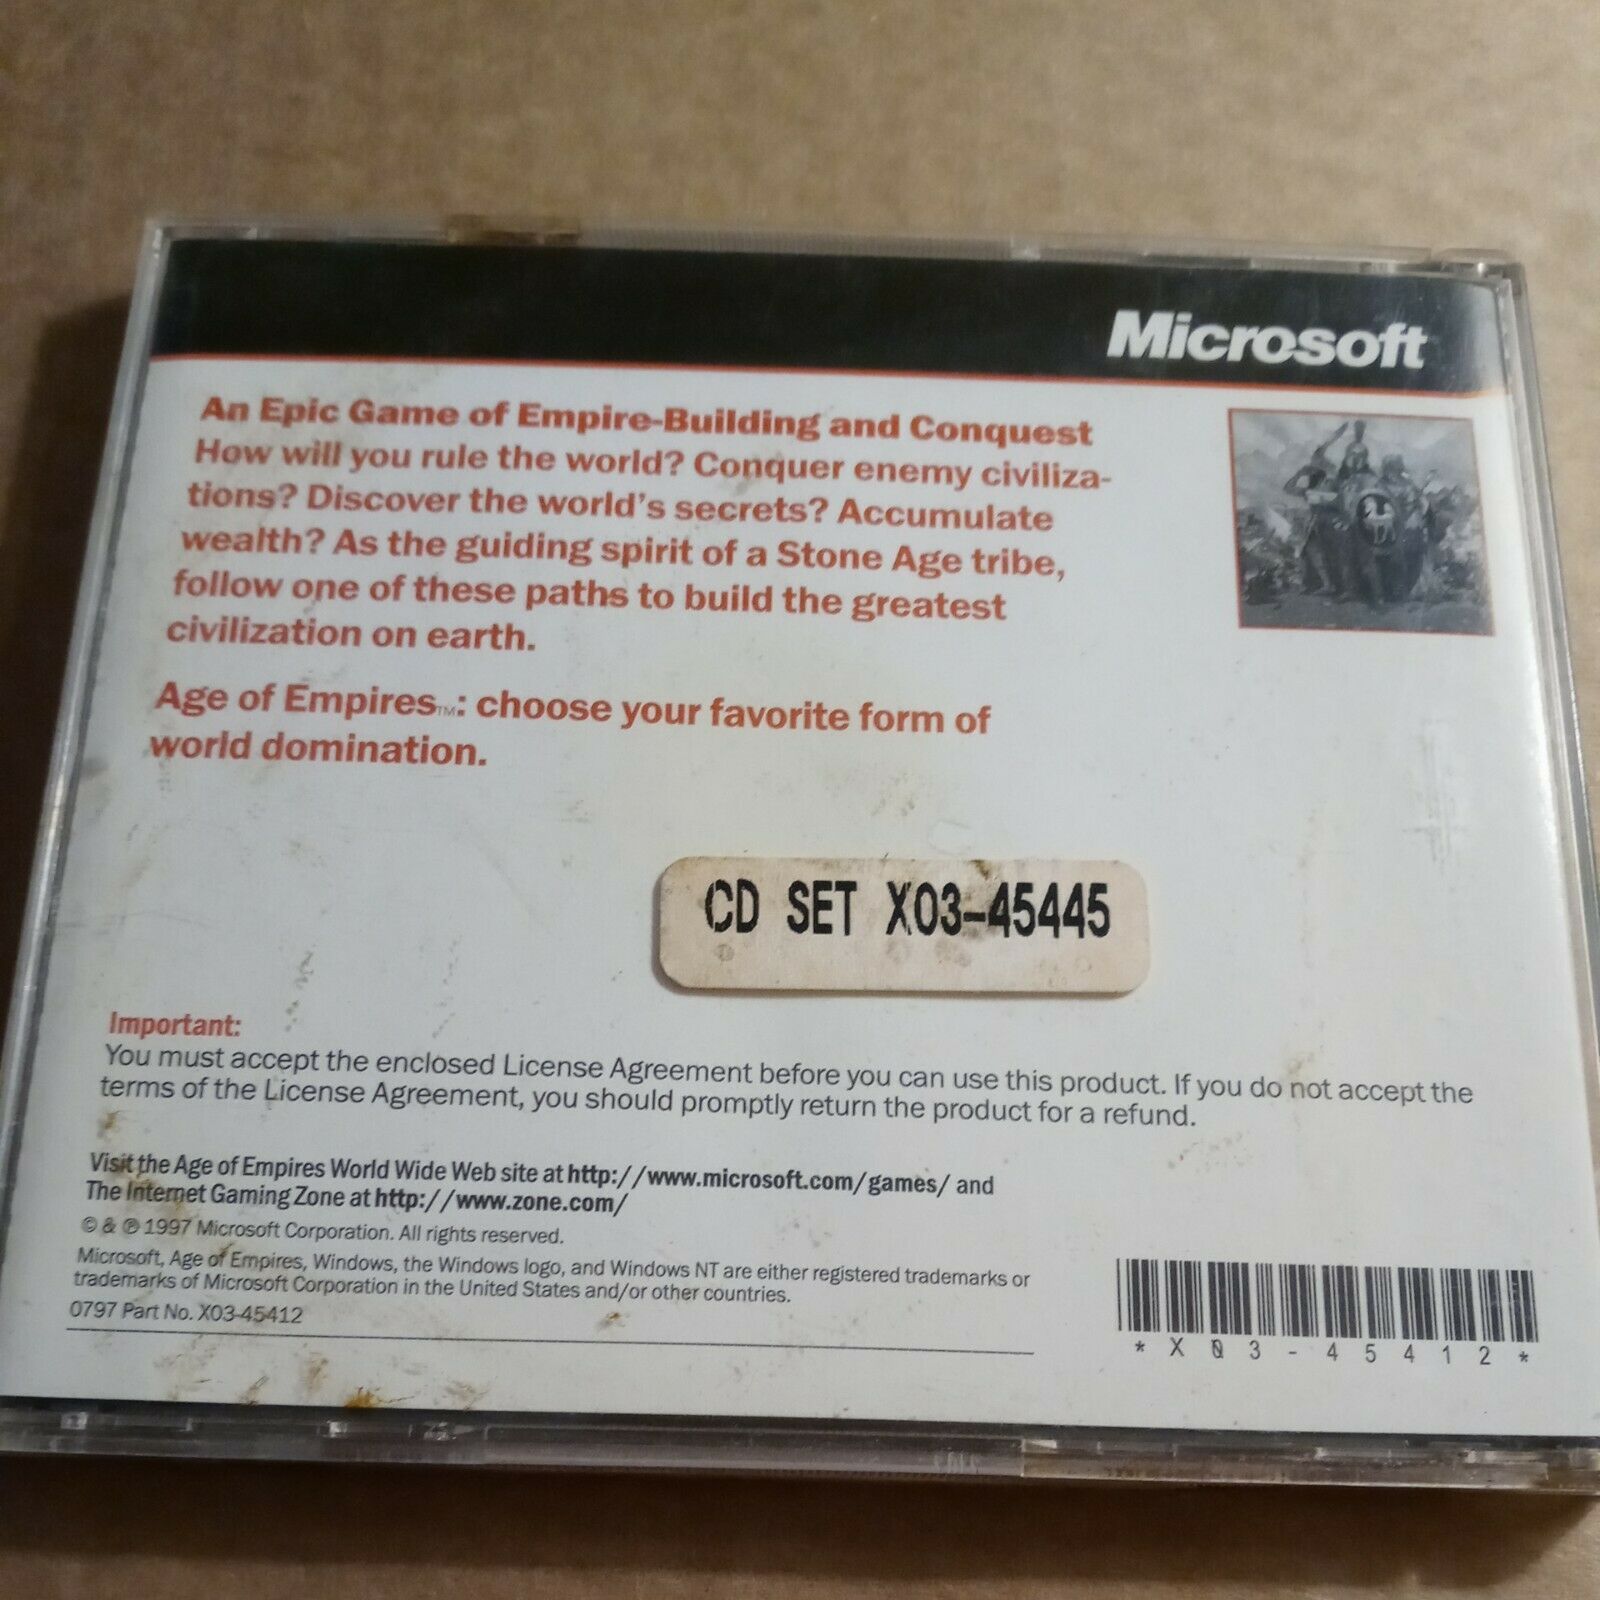 Microsoft
An Epic Game of Empire-Building and Conquest
How will you rule the world? Conquer enemy civiliza-
tions? Discover the world's secrets? Accumulate
wealth? As the guiding spirit of a Stone Age tribe,
follow one of these paths to build the greatest
civilization on earth.
Age of Empires™: choose your favorite form of
world domination.
CD SET X03-45445
Important:
You must accept the enclosed License Agreement before you can use this product. If you do not accept the
terms of the License Agreement, you should promptly return the product for a refund.
Visit the Age of Empires World Wide Web site at http://www.microsoft.com/games/ and
The Internet Gaming Zone at http://www.zone.com/
© & ℗ 1997 Microsoft Corporation. All rights reserved.
Microsoft, Age of Empires, Windows, the Windows logo, and Windows NT are either registered trademarks or
trademarks of Microsoft Corporation in the United States and/or other countries.
0797 Part No. X03-45412
*X03-45412*